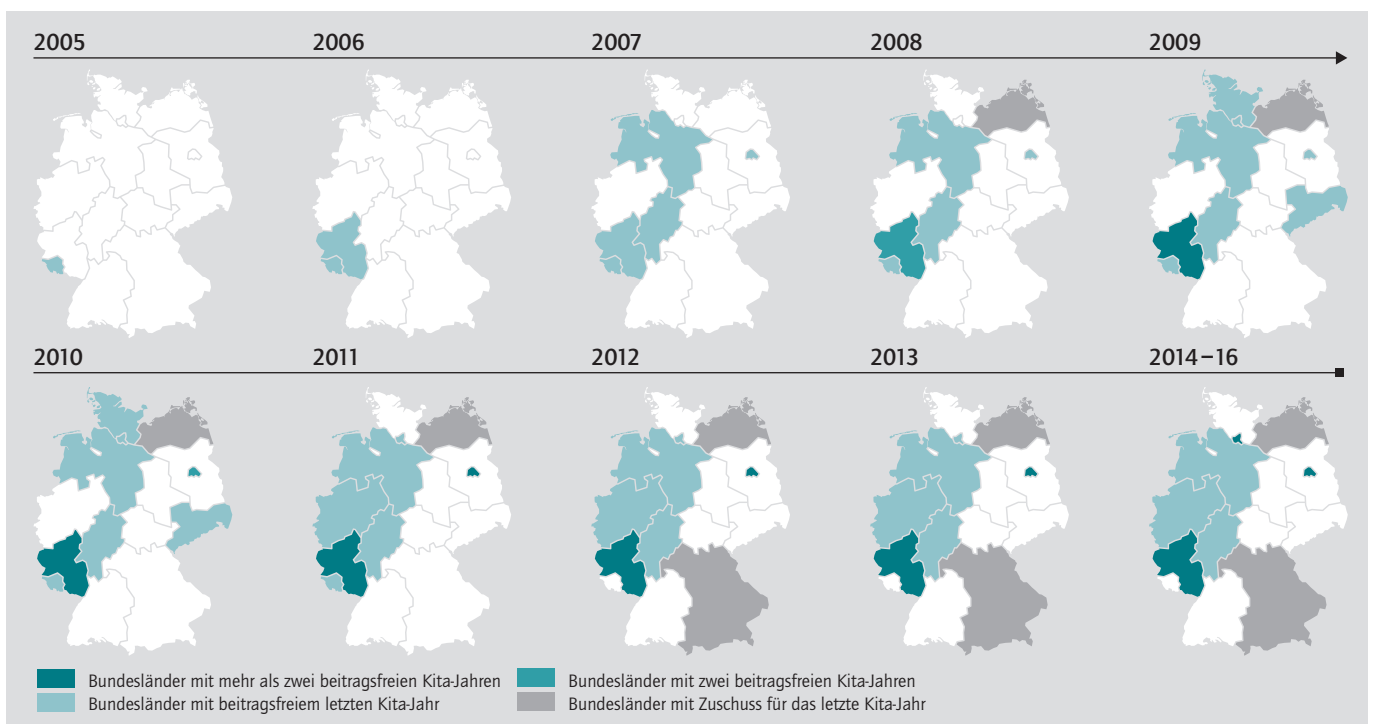 2005 2006 2007 2008 2009
2010 2011 2012 2013 2014–16
Bundesländer mit mehr als zwei beitragsfreien Kita-Jahren Bundesländer mit zwei beitragsfreien Kita-Jahren
Bundesländer mit beitragsfreiem letzten Kita-Jahr Bundesländer mit Zuschuss für das letzte Kita-Jahr